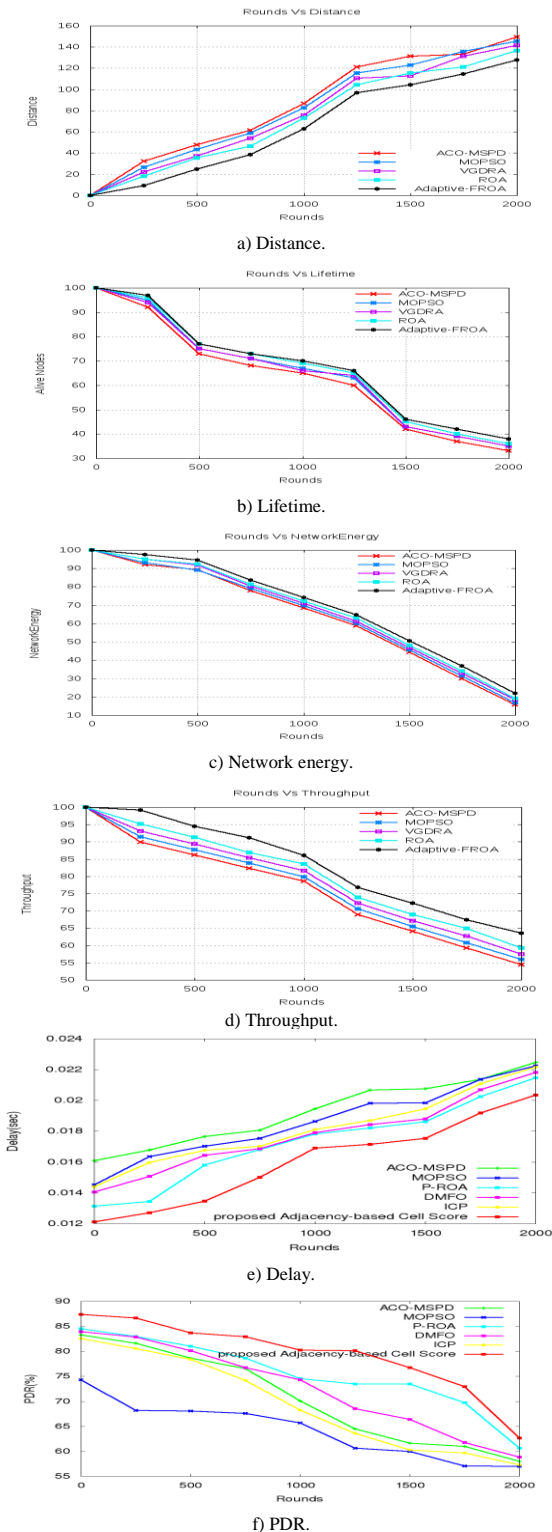 Rounds Vs Distance
160
140
120
100
80
60
40
20
0
Distance
ACO-MSPD
MOPSO
VGDRA
ROA
Adaptive-FROA
0 500 1000 1500 2000
Rounds
a) Distance.
Rounds Vs Lifetime
100
90
80
70
60
50
40
30
Alive Nodes
ACO-MSPD
MOPSO
VGDRA
ROA
Adaptive-FROA
0 500 1000 1500 2000
Rounds
b) Lifetime.
Rounds Vs NetworkEnergy
100
90
80
70
60
50
40
30
20
10
NetworkEnergy
ACO-MSPD
MOPSO
VGDRA
ROA
Adaptive-FROA
0 500 1000 1500 2000
Rounds
c) Network energy.
Rounds Vs Throughput
100
95
90
85
80
75
70
65
60
55
50
Throughput
ACO-MSPD
MOPSO
VGDRA
ROA
Adaptive-FROA
0 500 1000 1500 2000
Rounds
d) Throughput.
0.024
0.022
0.02
0.018
0.016
0.014
0.012
Delay(sec)
ACO-MSPD
MOPSO
P-ROA
DMFO
ICP
proposed Adjacency-based Cell Score
0 500 1000 1500 2000
Rounds
e) Delay.
90
85
80
75
70
65
60
55
PDR(%)
ACO-MSPD
MOPSO
P-ROA
DMFO
ICP
proposed Adjacency-based Cell Score
0 500 1000 1500 2000
Rounds
f) PDR.